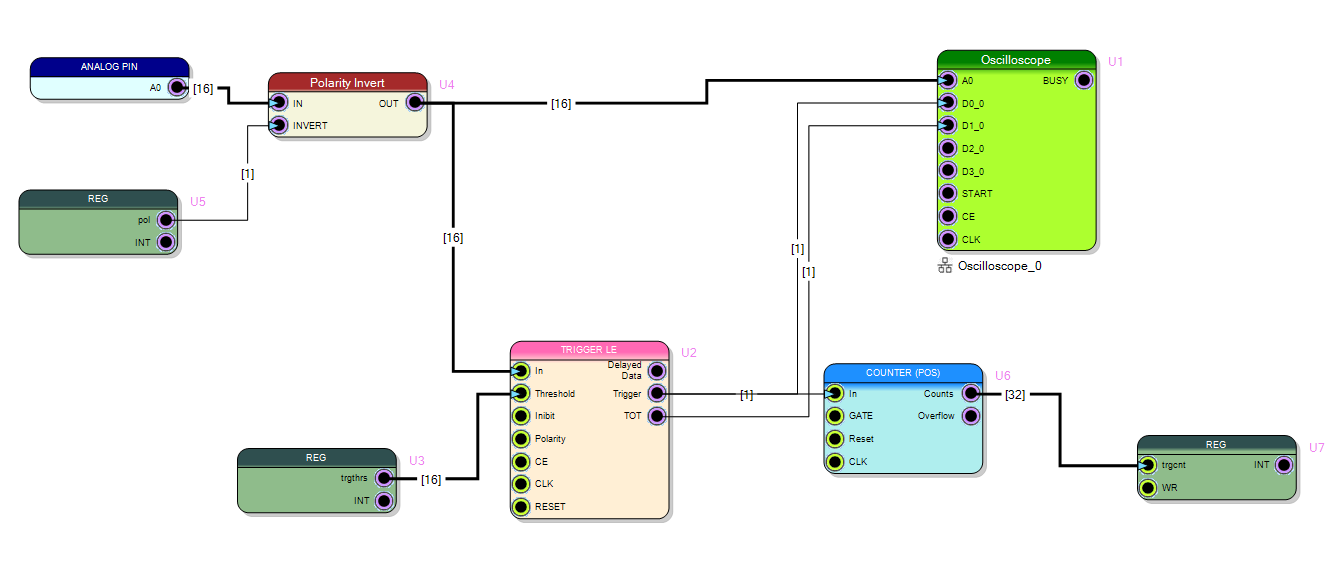 ANALOG PIN
A0
[16]
Polarity Invert
U4
IN
OUT
INVERT
[16]
[1]
REG
U5
pol
INT
Oscilloscope
U1
A0
BUSY
D0_0
D1_0
D2_0
D3_0
START
CE
CLK
Oscilloscope_0
[16]
[1]
[1]
TRIGGER LE
U2
In
Delayed
Data
Threshold
Trigger
Inibit
TOT
Polarity
CE
CLK
RESET
[1]
REG
U3
trgthrs
INT
[16]
COUNTER (POS)
U6
In
Counts
GATE
Overflow
Reset
CLK
[32]
REG
U7
trgcnt
INT
WR